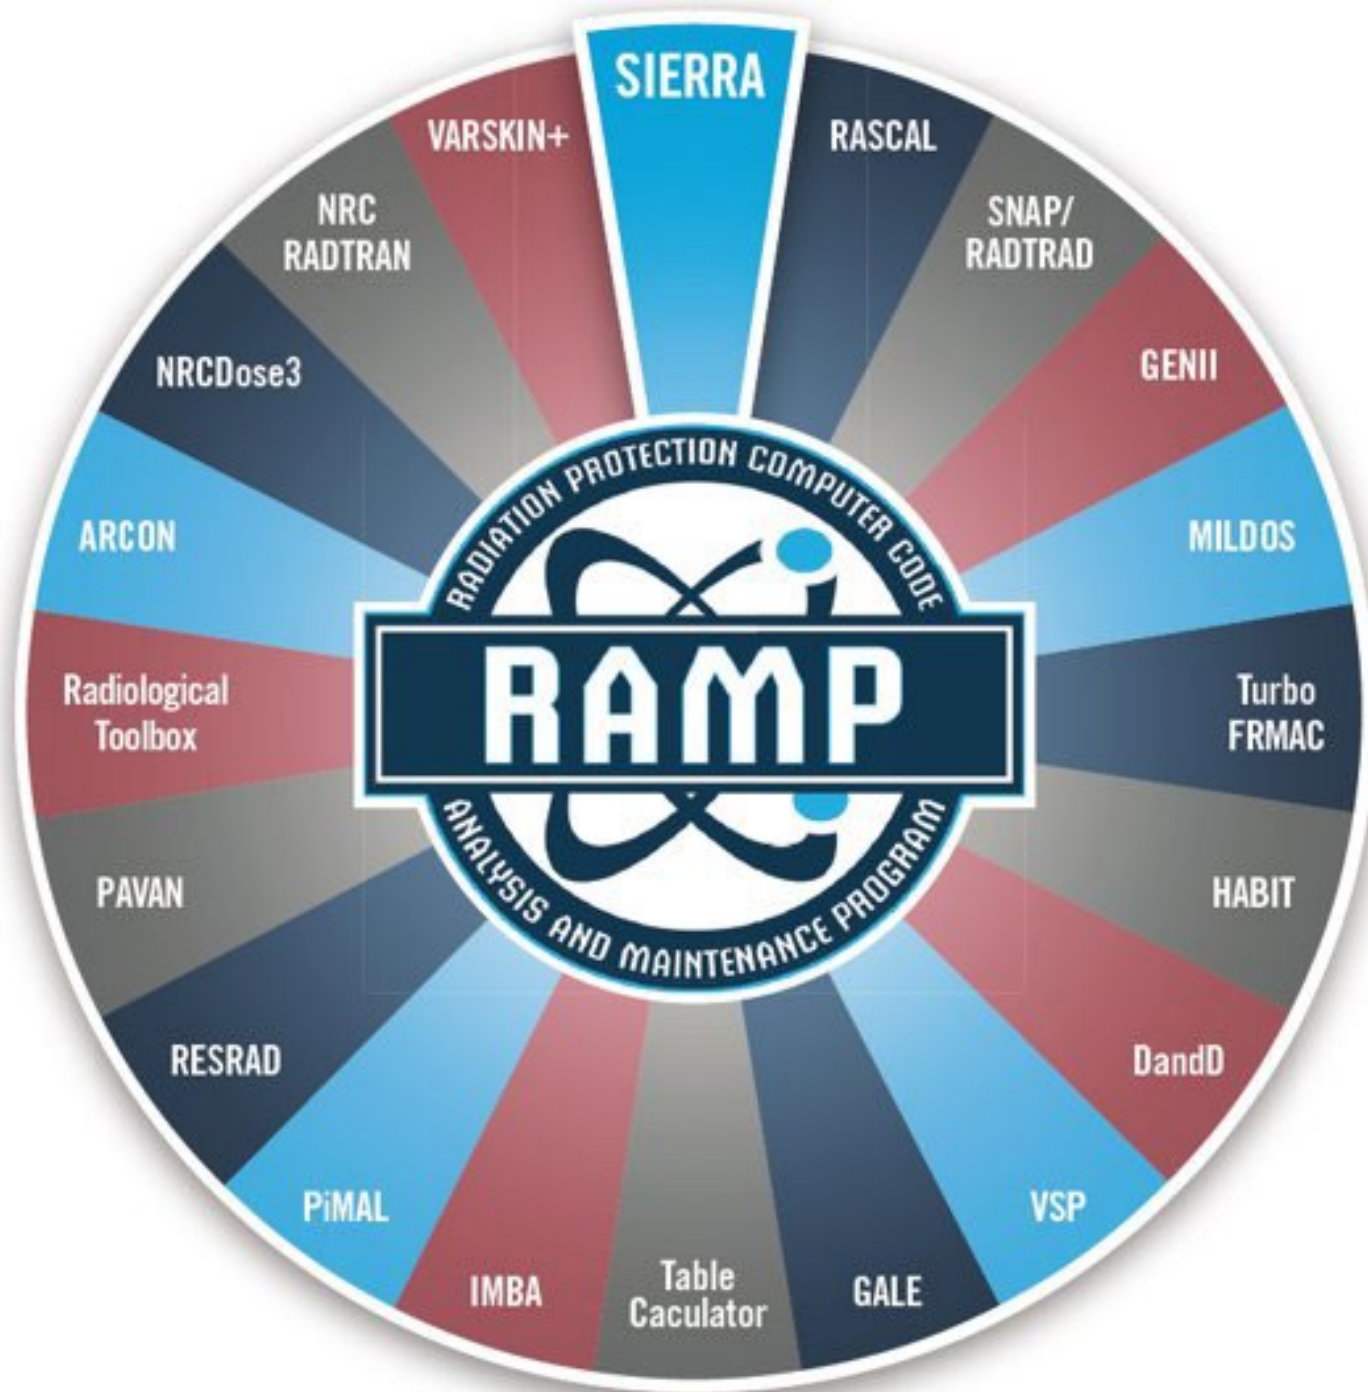 SIERRA
RASCAL
SNAP/
RADTRAD
GENII
MILDOS
Turbo
FRMAC
HABIT
DandD
VSP
GALE
Table
Caculator
IMBA
PiMAL
RESRAD
PAVAN
Radiological
Toolbox
ARCON
NRCDose3
NRC
RADTRAN
VARSKIN+
RADIATION PROTECTION COMPUTER CODE
RAMP
ANALYSIS AND MAINTENANCE PROGRAM